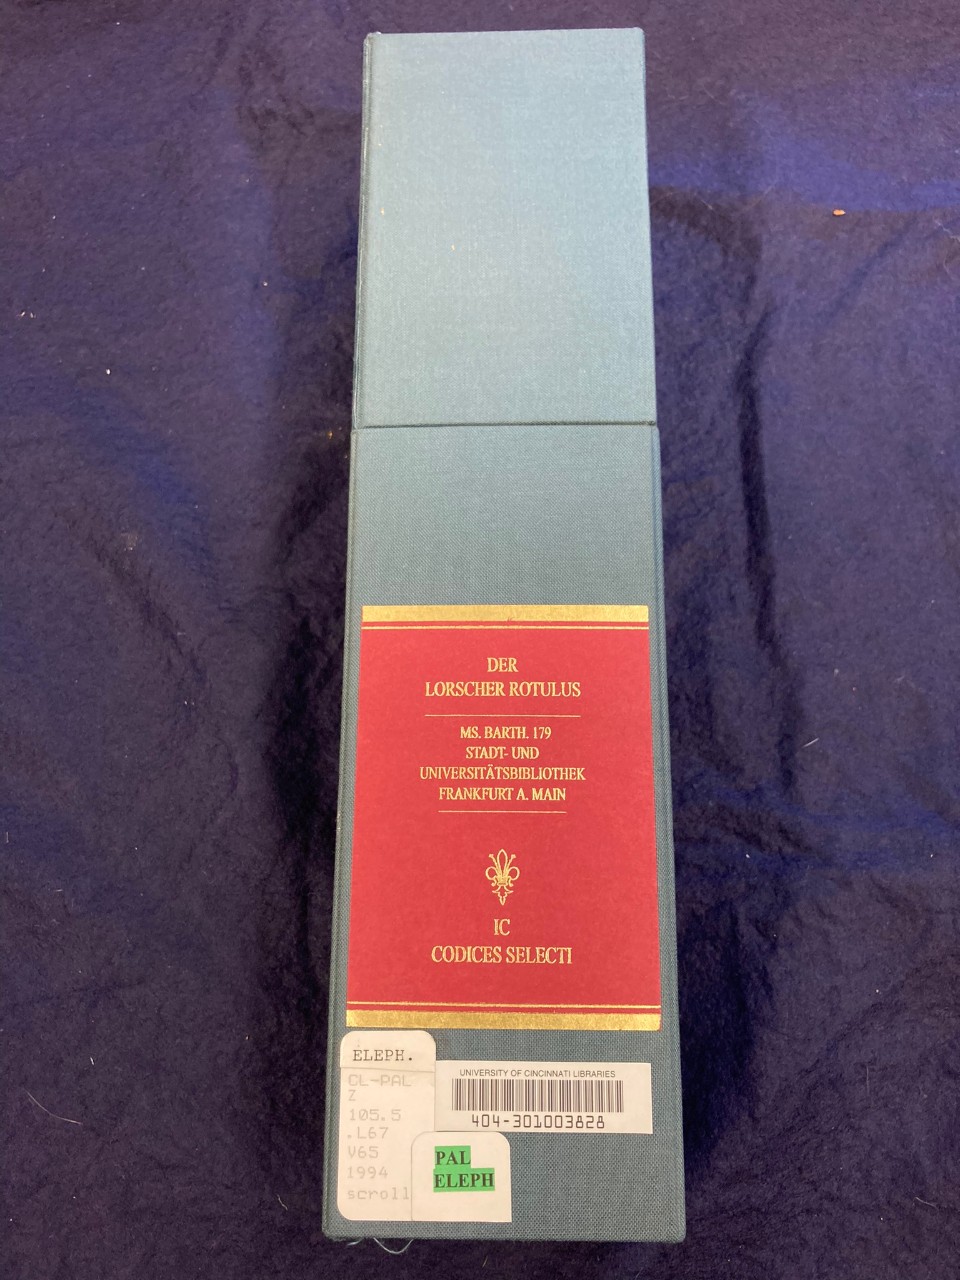 DER
LORSCHER ROTULUS
MS. BARTH. 179
STADT- UND
UNIVERSITÄTSBIBLIOTHEK
FRANKFURT A. MAIN
IC
CODICES SELECTI
ELEPH.
CL-PAL
Z
105.5
.L67
V65
1994
scroll
UNIVERSITY OF CINCINNATI LIBRARIES
404-301003828
PAL
ELEPH